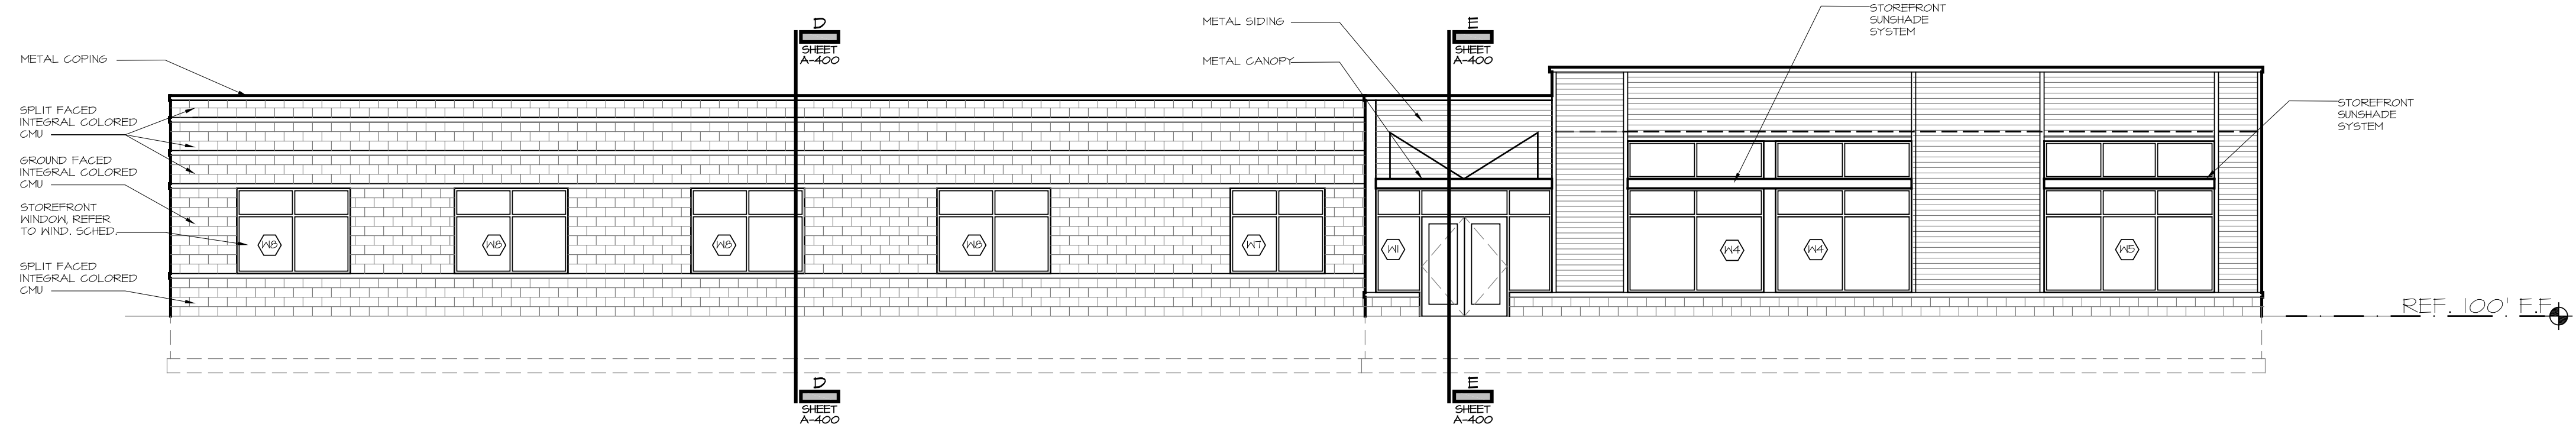 METAL COPING
SPLIT FACED
INTEGRAL COLORED
CMU
GROUND FACED
INTEGRAL COLORED
CMU
STOREFRONT
WINDOW, REFER
TO WIND. SCHED.
SPLIT FACED
INTEGRAL COLORED
CMU
D
SHEET
A-400
METAL SIDING
METAL CANOPY
E
SHEET
A-400
STOREFRONT
SUNSHADE
SYSTEM
STOREFRONT
SUNSHADE
SYSTEM
W8
W8
W8
W8
W7
W1
W4
W4
W5
REF. 100' F.F.
D
SHEET
A-400
E
SHEET
A-400